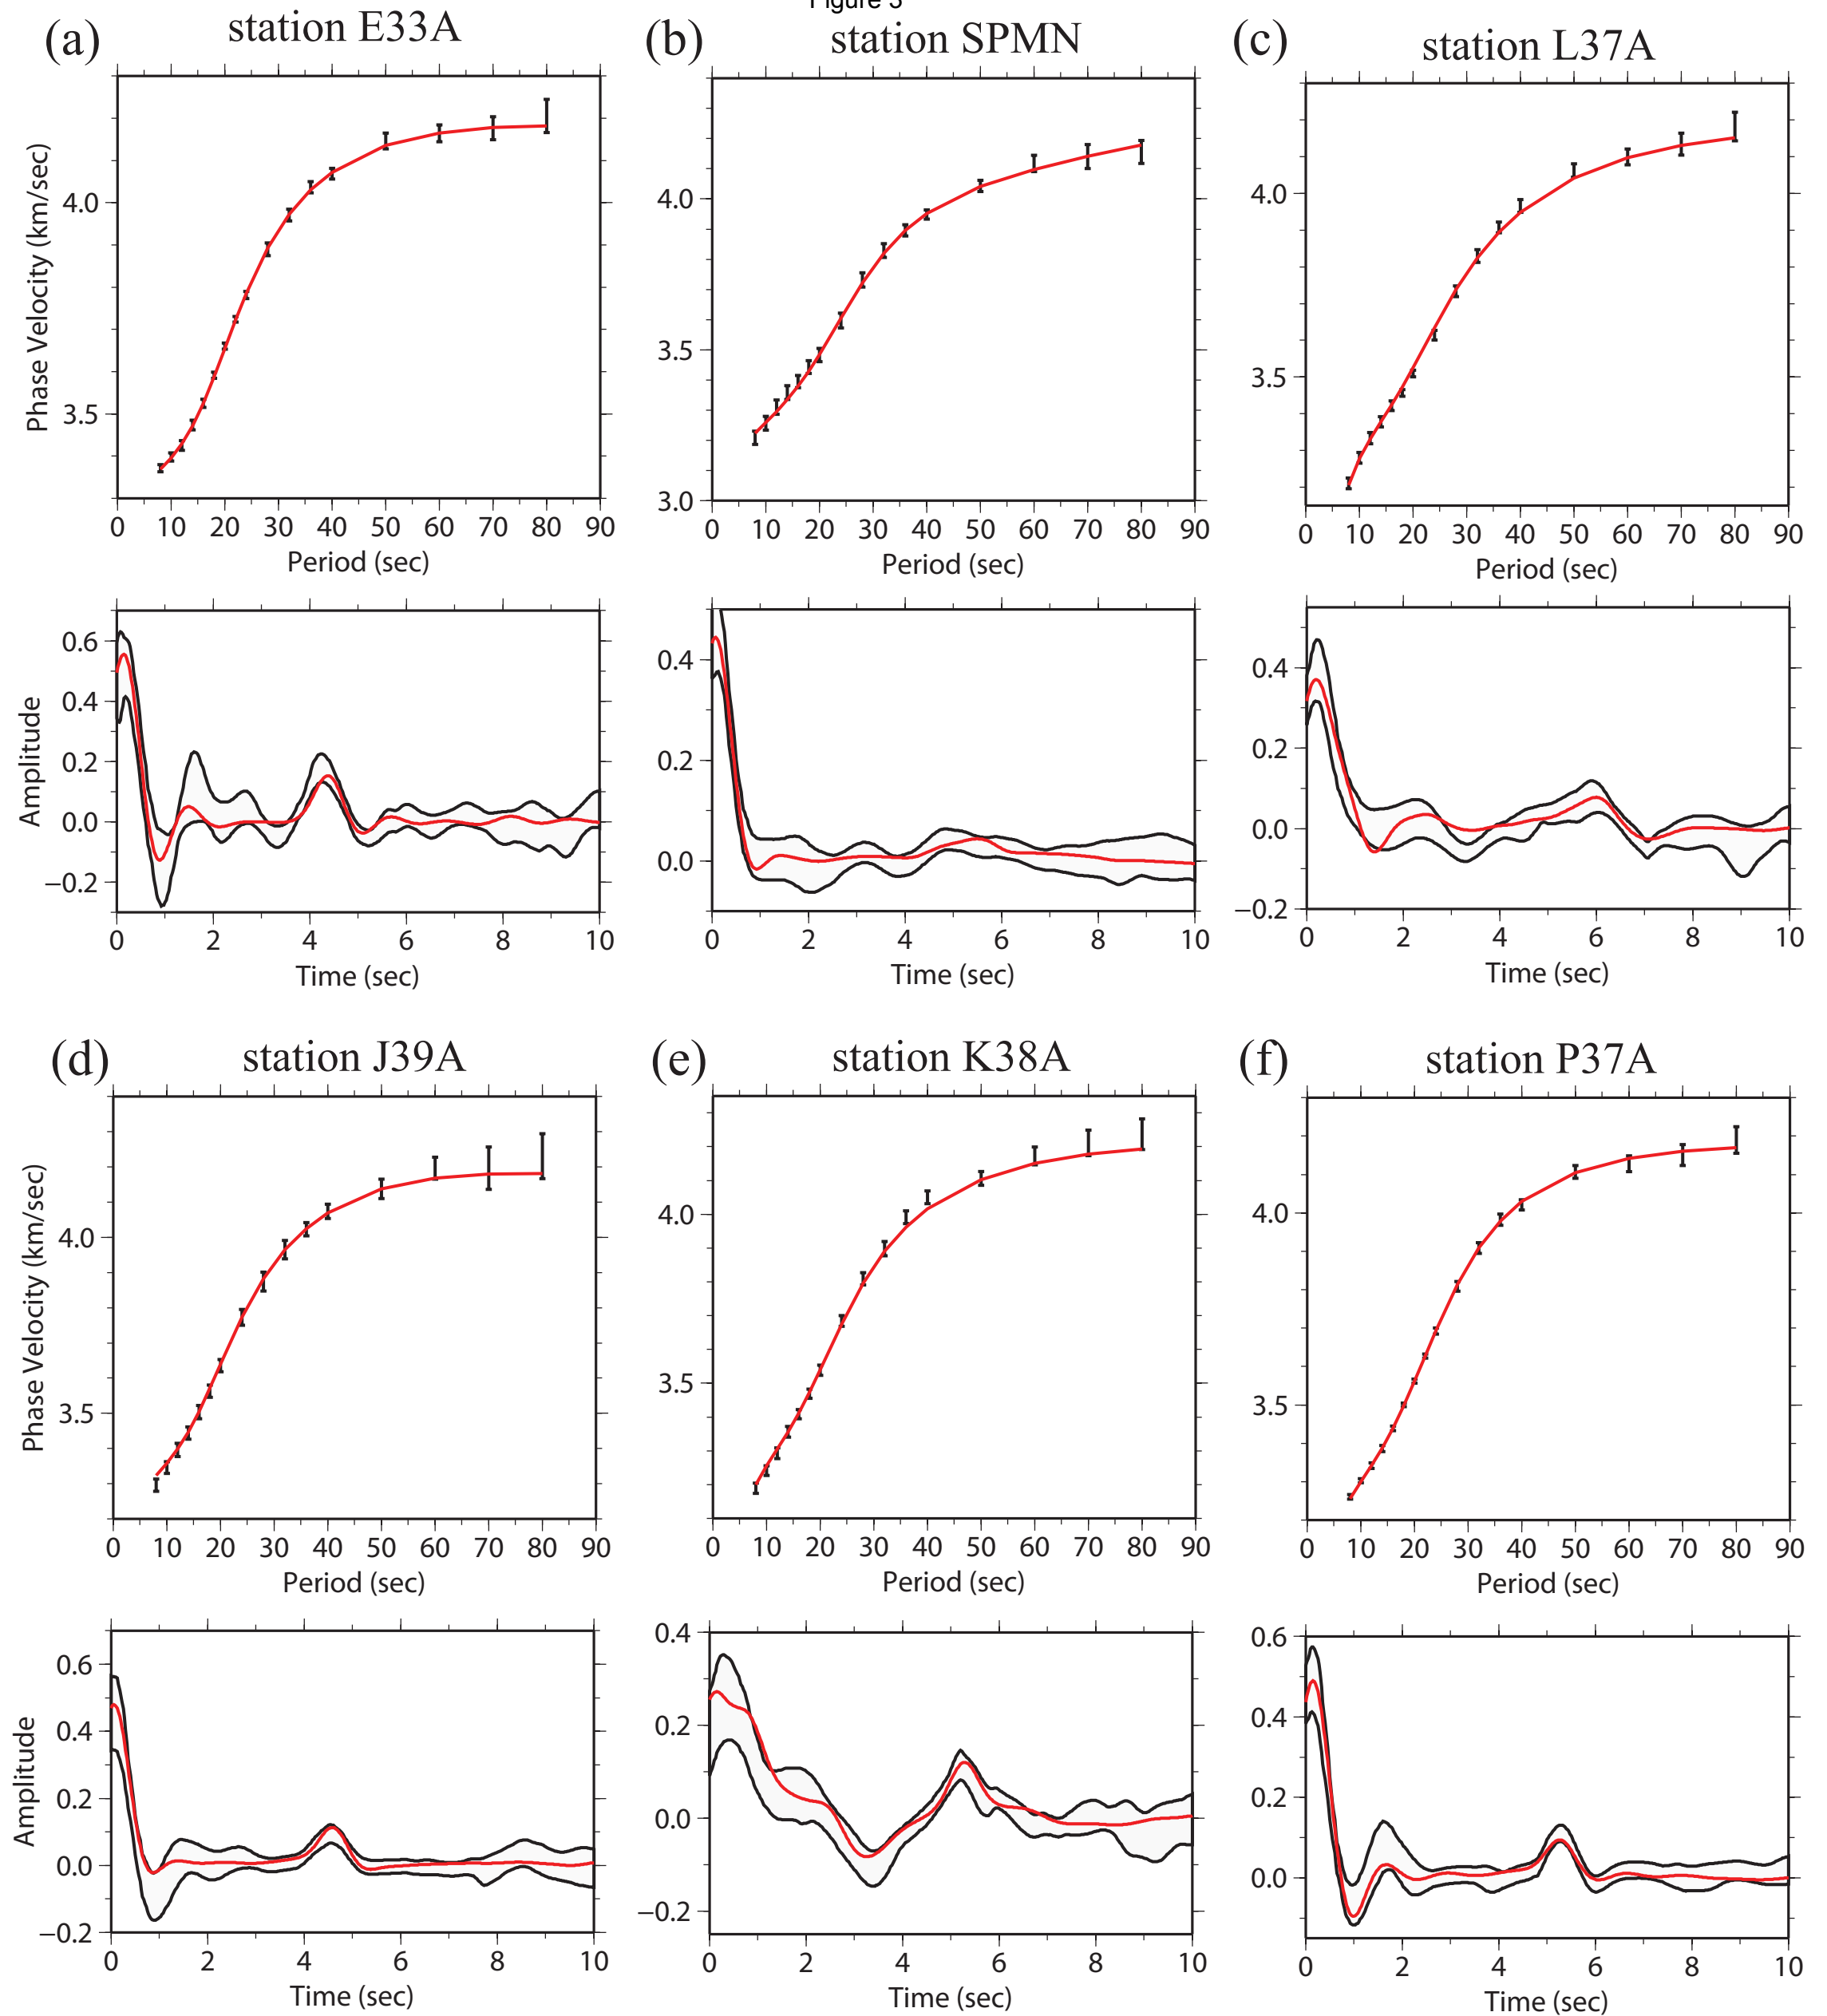 Figure 3
(a) station E33A (b) station SPMN (c) station L37A
Phase Velocity (km/sec)
4.0 4.0 4.0
3.5 3.5 3.5
3.0
0 10 20 30 40 50 60 70 80 90 0 10 20 30 40 50 60 70 80 90 0 10 20 30 40 50 60 70 80 90
Period (sec) Period (sec) Period (sec)
Amplitude
0.6 0.4 0.4
0.4 0.2 0.2
0.2 0.0 0.0
0.0 −0.2
−0.2
0 2 4 6 8 10 0 2 4 6 8 10 0 2 4 6 8 10
Time (sec) Time (sec) Time (sec)
(d) station J39A (e) station K38A (f) station P37A
Phase Velocity (km/sec)
4.0 4.0 4.0
3.5 3.5 3.5
0 10 20 30 40 50 60 70 80 90 0 10 20 30 40 50 60 70 80 90 0 10 20 30 40 50 60 70 80 90
Period (sec) Period (sec) Period (sec)
Amplitude
0.6 0.4 0.6
0.4 0.2 0.4
0.2 0.0 0.2
0.0 −0.2 0.0
−0.2
0 2 4 6 8 10 0 2 4 6 8 10 0 2 4 6 8 10
Time (sec) Time (sec) Time (sec)